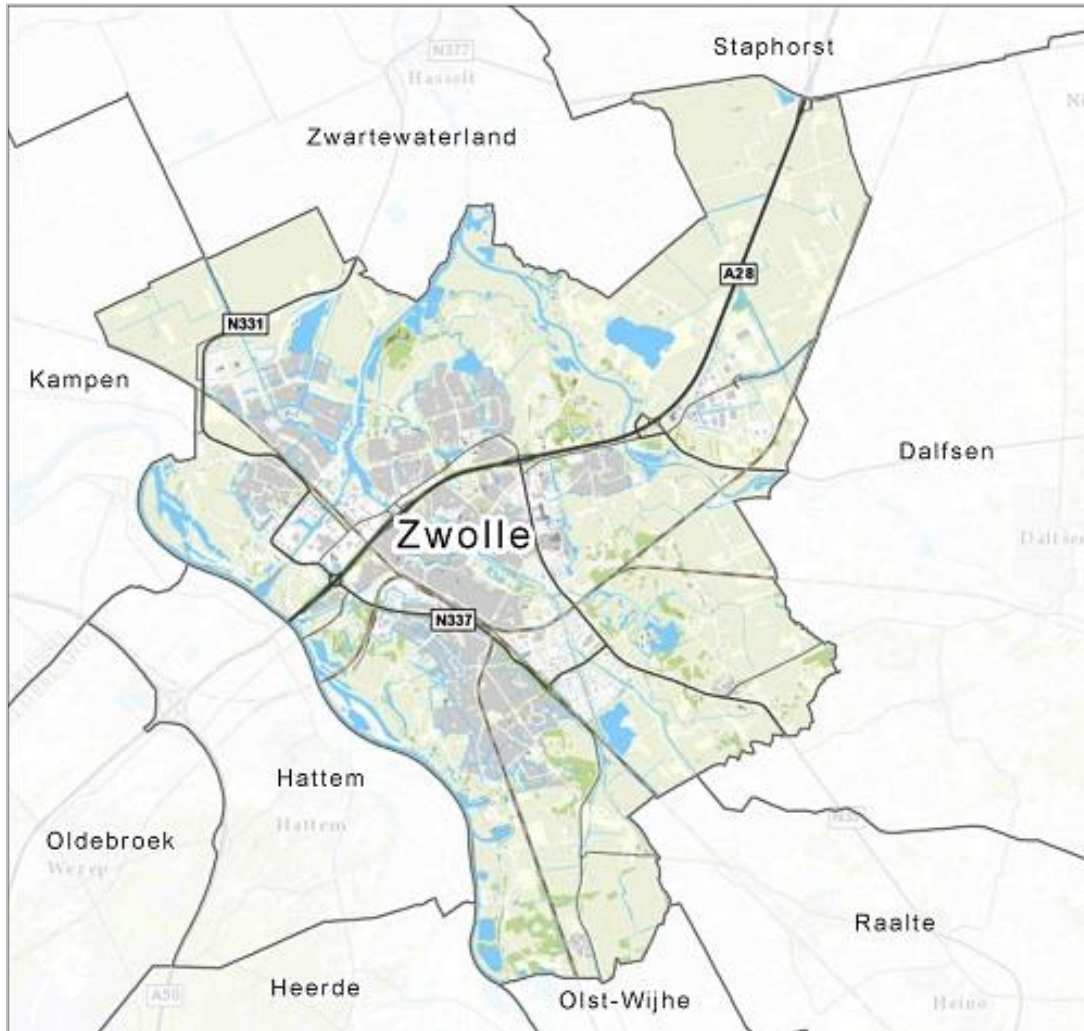 Staphorst
N377
Hasselt
Zwartewaterland
A28
N331
Kampen
Dalfsen
Zwolle
Dalfsen
N337
Hattem
Hattem
Oldebroek
Wezep
Raalte
Heerde
A50
Olst-Wijhe
Heino